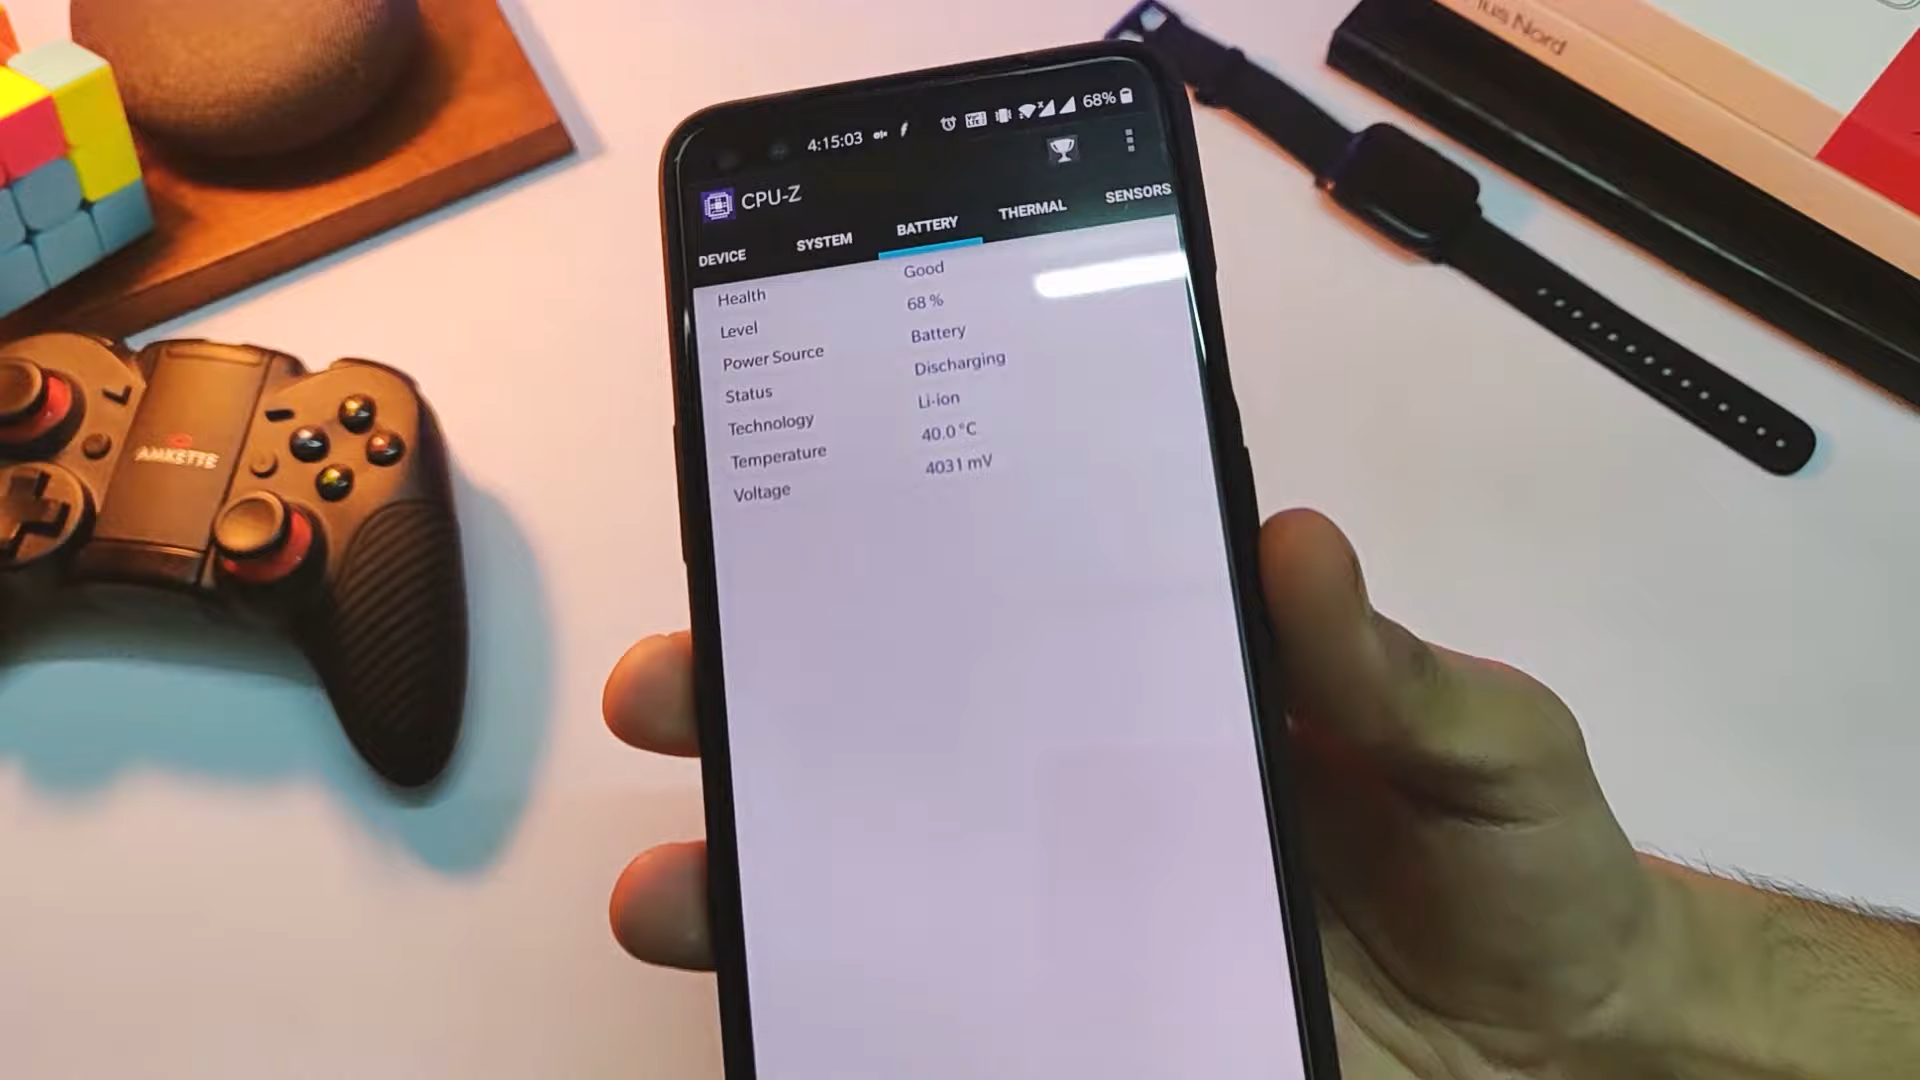 lus Nord
4:15:03
68%
CPU-Z
DEVICE SYSTEM BATTERY THERMAL SENSORS
Health Good
Level 68 %
Power Source Battery
Status Discharging
Technology Li-ion
Temperature 40.0°C
Voltage 4031 mV
AMKETTE